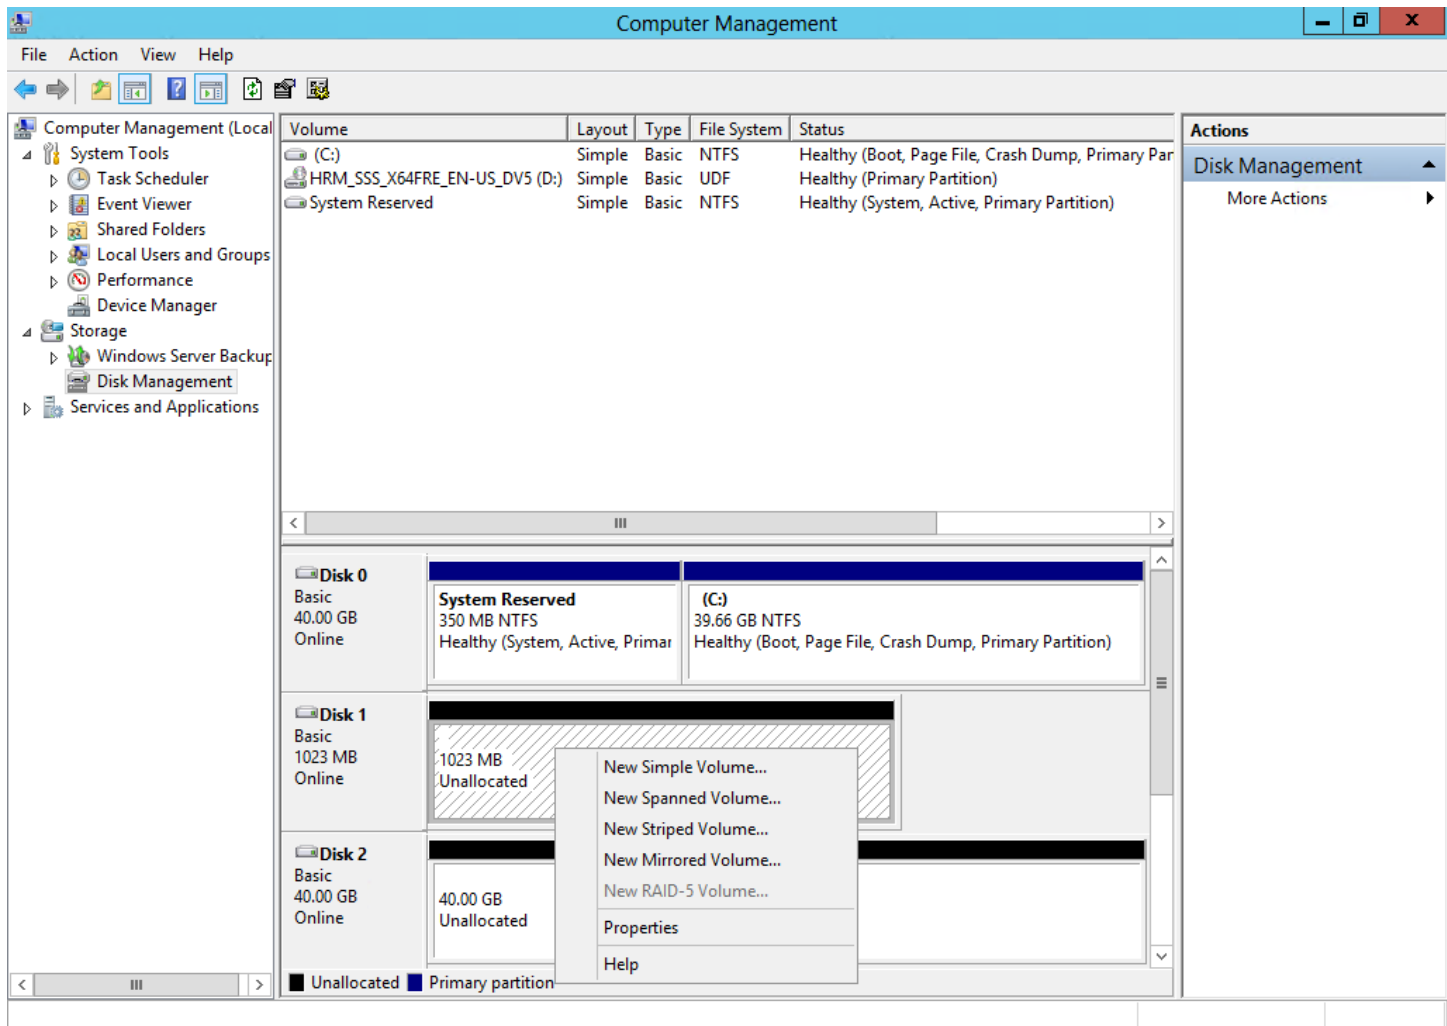 Computer Management
File Action View Help
Computer Management (Local
System Tools
Task Scheduler
Event Viewer
Shared Folders
Local Users and Groups
Performance
Device Manager
Storage
Windows Server Backup
Disk Management
Services and Applications
Volume Layout Type File System Status
(C:) Simple Basic NTFS Healthy (Boot, Page File, Crash Dump, Primary Par
HRM_SSS_X64FRE_EN-US_DV5 (D:) Simple Basic UDF Healthy (Primary Partition)
System Reserved Simple Basic NTFS Healthy (System, Active, Primary Partition)
Actions
Disk Management
More Actions
Disk 0
Basic
40.00 GB
Online
System Reserved
350 MB NTFS
Healthy (System, Active, Primar
(C:)
39.66 GB NTFS
Healthy (Boot, Page File, Crash Dump, Primary Partition)
Disk 1
Basic
1023 MB
Online
1023 MB
Unallocated
Disk 2
Basic
40.00 GB
Online
40.00 GB
Unallocated
New Simple Volume...
New Spanned Volume...
New Striped Volume...
New Mirrored Volume...
New RAID-5 Volume...
Properties
Help
Unallocated Primary partition